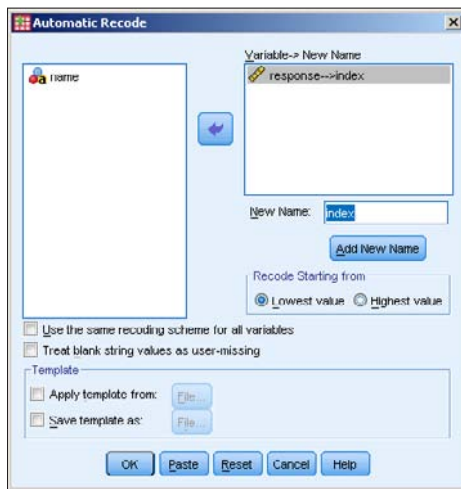 Automatic Recode
Variable-> New Name
name
response-->index
New Name: index
Add New Name
Recode Starting from
Lowest value Highest value
Use the same recoding scheme for all variables
Treat blank string values as user-missing
Template
Apply template from: File...
Save template as: File...
OK Paste Reset Cancel Help